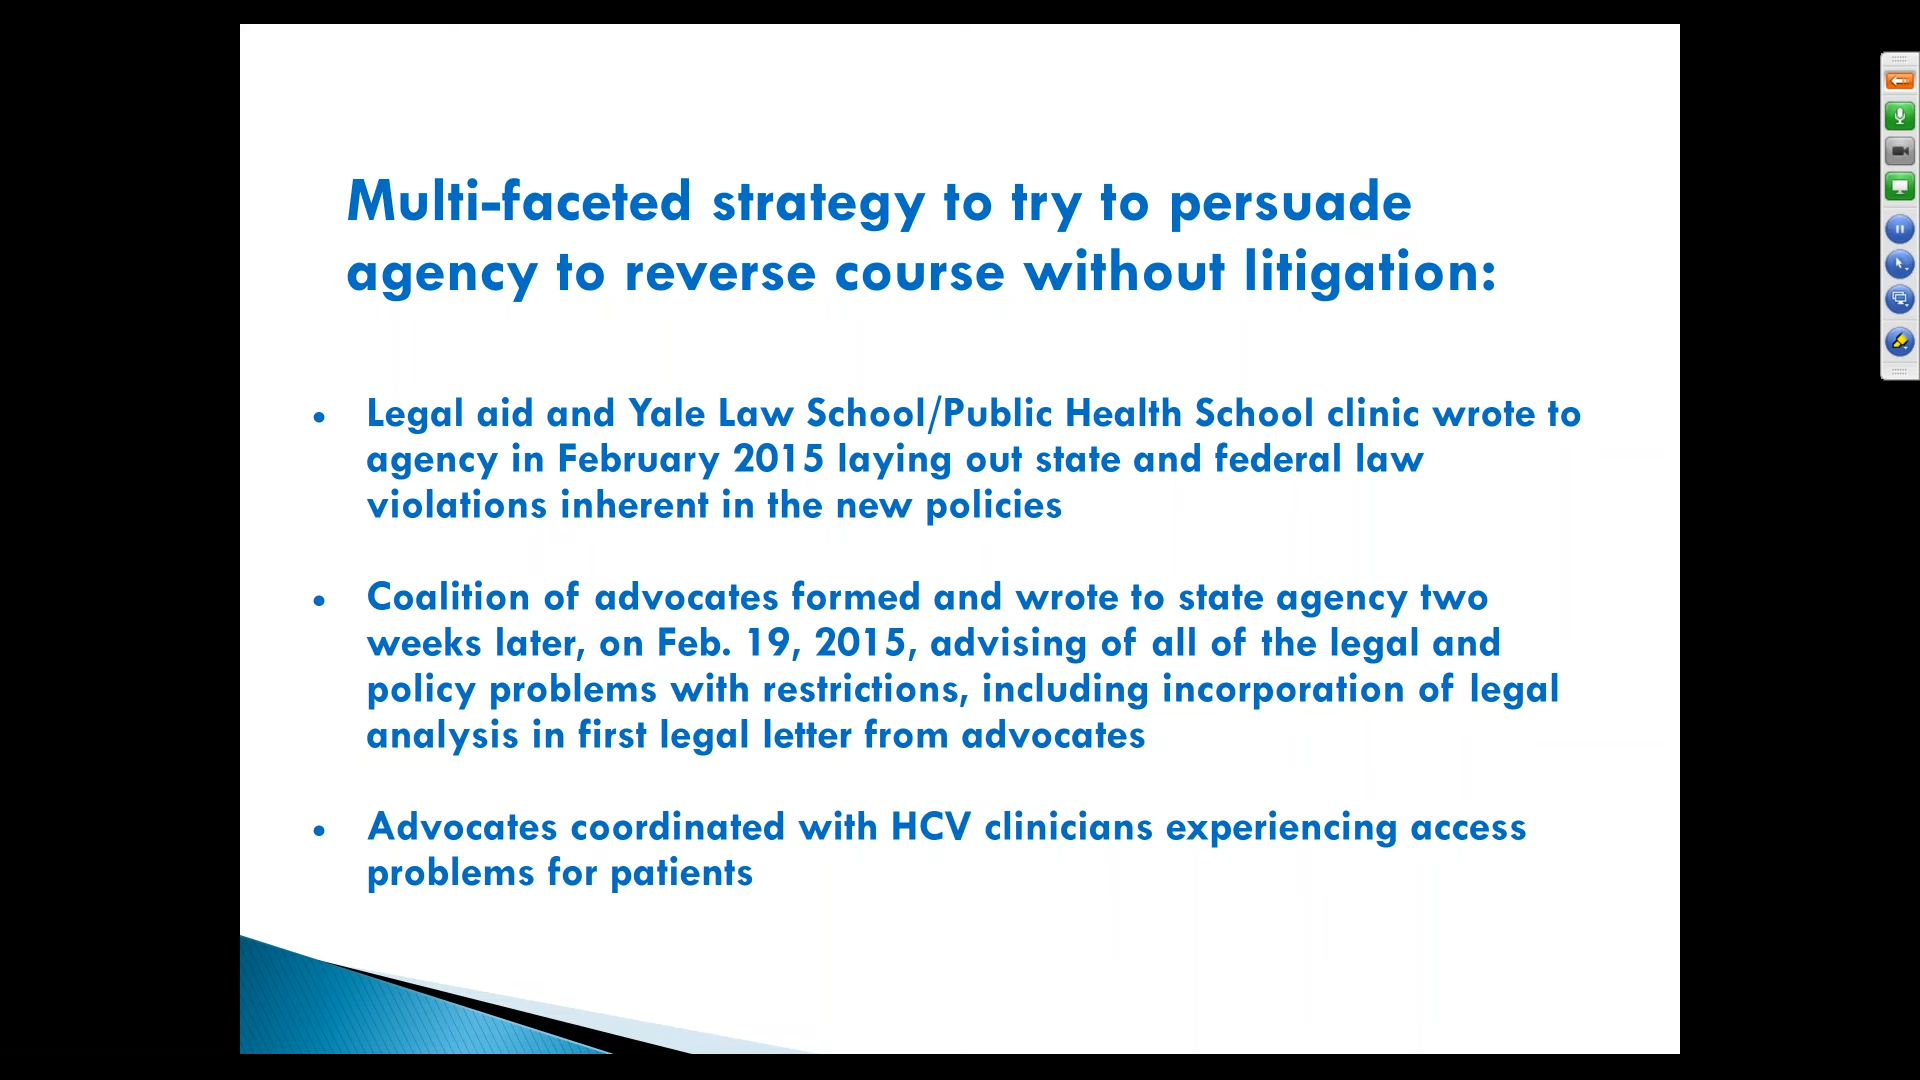 Multi-faceted strategy to try to persuade
agency to reverse course without litigation:
• Legal aid and Yale Law School/Public Health School clinic wrote to
agency in February 2015 laying out state and federal law
violations inherent in the new policies
• Coalition of advocates formed and wrote to state agency two
weeks later, on Feb. 19, 2015, advising of all of the legal and
policy problems with restrictions, including incorporation of legal
analysis in first legal letter from advocates
• Advocates coordinated with HCV clinicians experiencing access
problems for patients